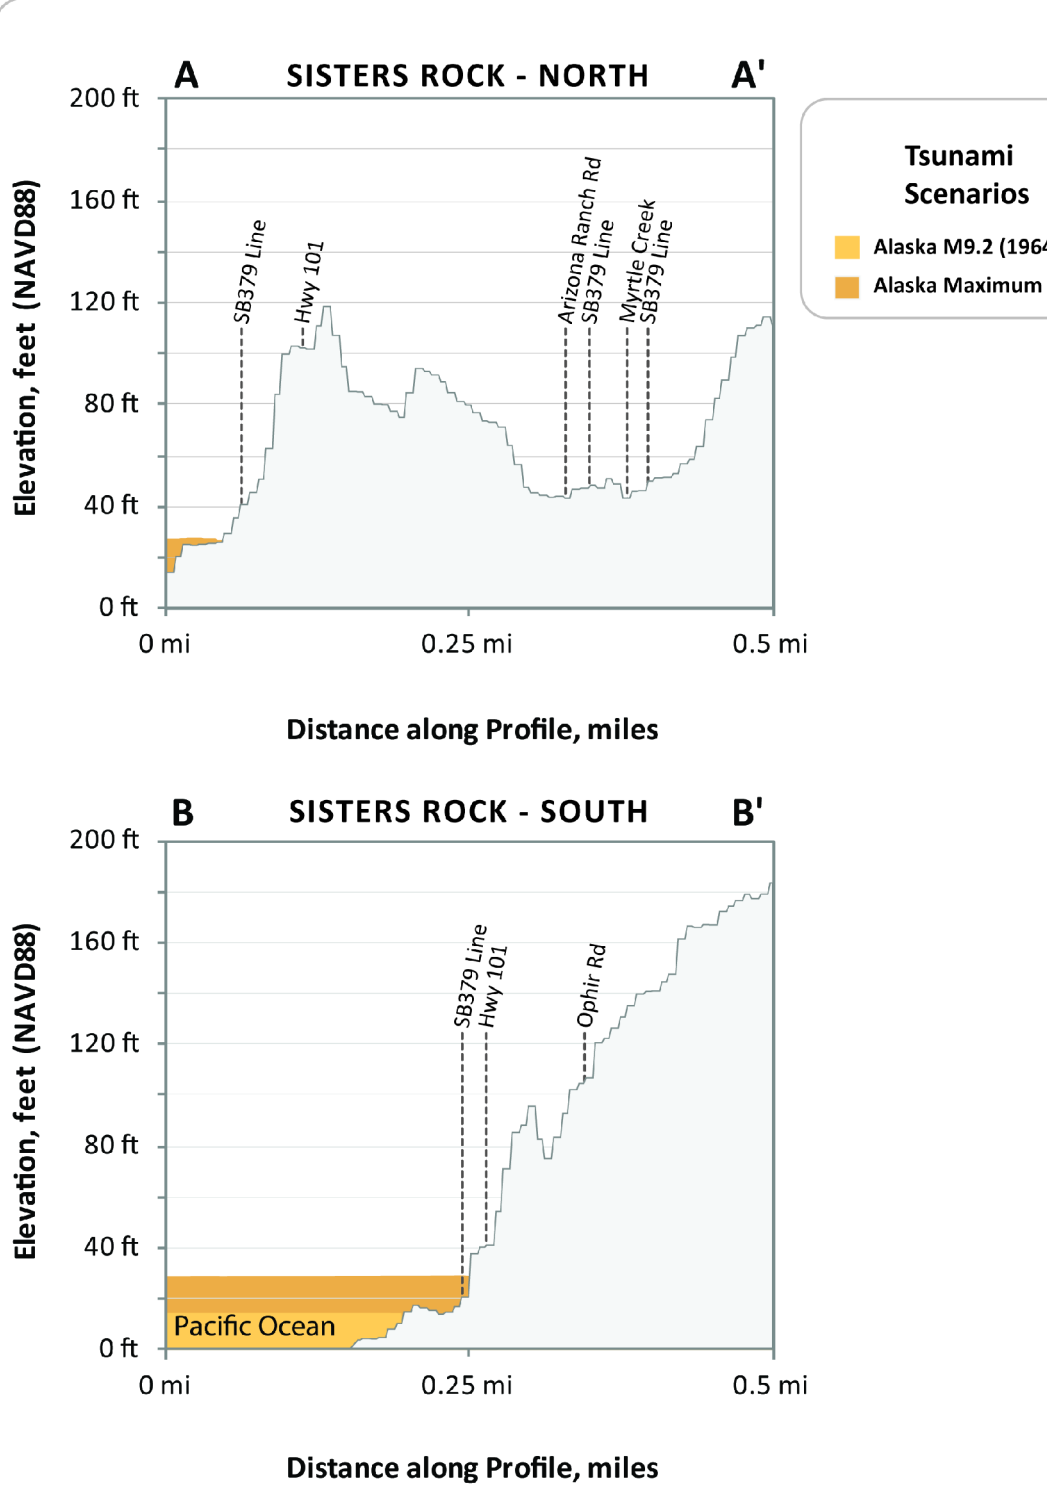 A SISTERS ROCK - NORTH A'
200 ft
160 ft
120 ft
80 ft
40 ft
0 ft
Elevation, feet (NAVD88)
SB379 Line
Hwy 101
Arizona Ranch Rd
SB379 Line
Myrtle Creek
SB379 Line
0 mi 0.25 mi 0.5 mi
Distance along Profile, miles
Tsunami
Scenarios
Alaska M9.2 (1964
Alaska Maximum
B SISTERS ROCK - SOUTH B'
200 ft
160 ft
120 ft
80 ft
40 ft
0 ft
Elevation, feet (NAVD88)
SB379 Line
Hwy 101
Ophir Rd
Pacific Ocean
0 mi 0.25 mi 0.5 mi
Distance along Profile, miles